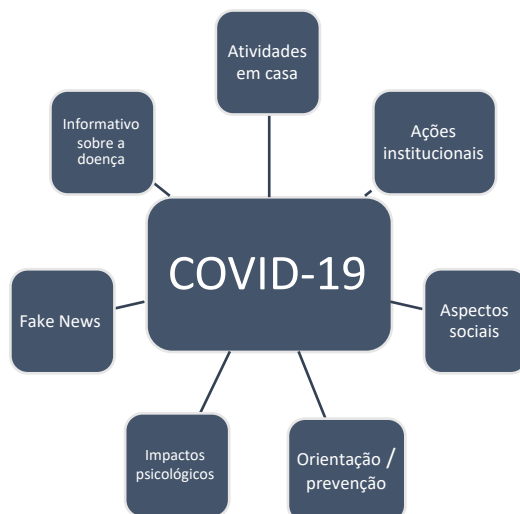 Atividades
em casa
Ações
institucionais
Aspectos
sociais
Orientação /
prevenção
Impactos
psicológicos
Fake News
Informativo
sobre a
doença
COVID-19